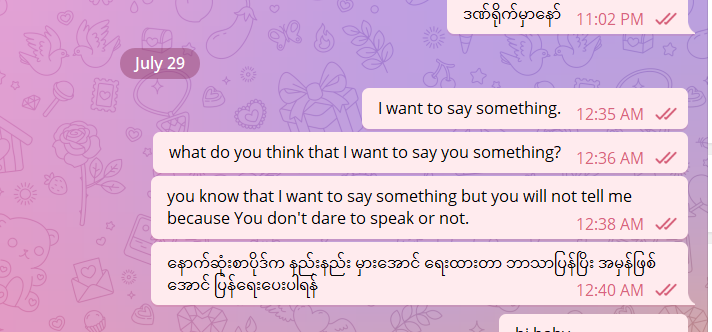 ဒဏ်ရိုက်မှာနော်
11:02 PM
July 29
I want to say something.
12:35 AM
what do you think that I want to say you something?
12:36 AM
you know that I want to say something but you will not tell me
because You don't dare to speak or not.
12:38 AM
နောက်ဆုံးစာပိုဒ်က နည်းနည်း မှားအောင် ရေးထားတာ ဘာသာပြန်ပြီး အမှန်ဖြစ်
အောင် ပြန်ရေးပေးပါရန်
12:40 AM